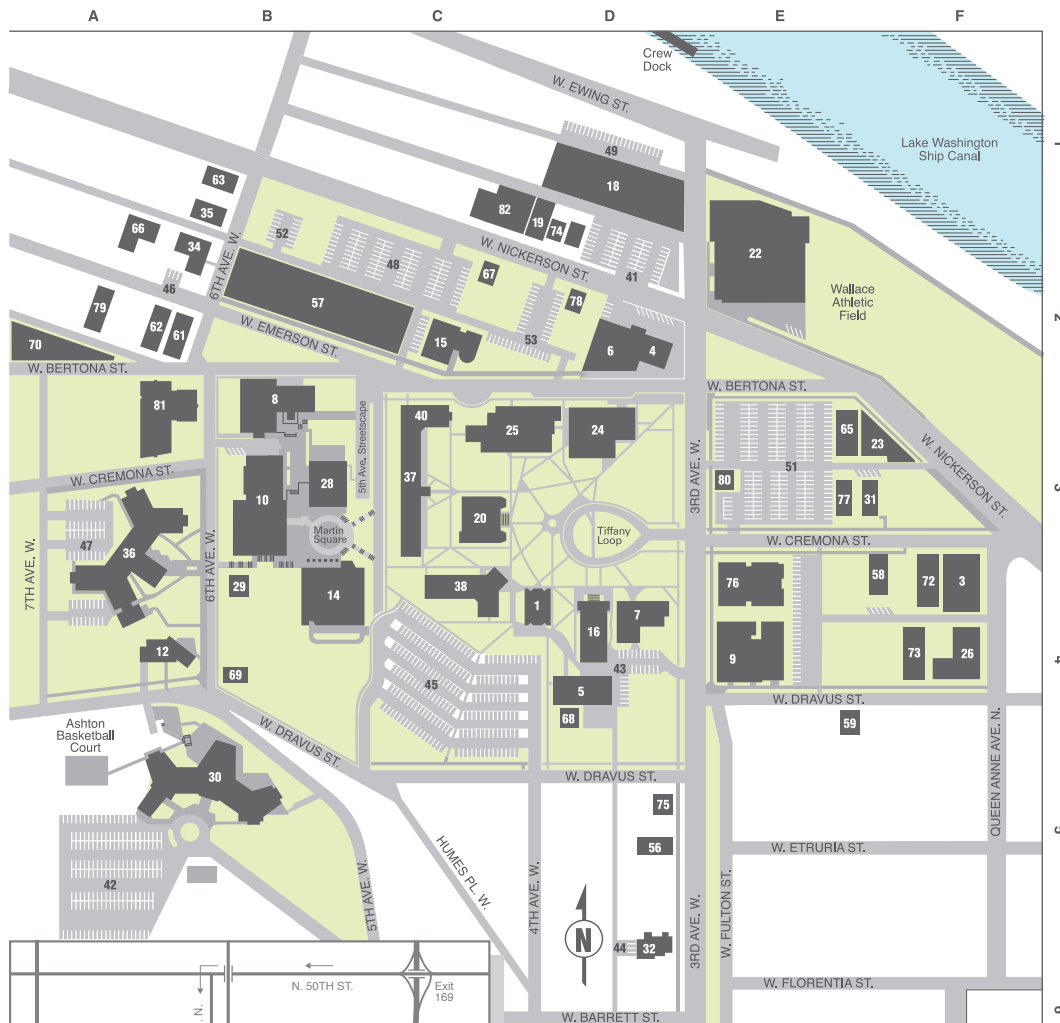 A B C D E F
Crew
Dock
W. EWING ST.
1
Lake Washington
Ship Canal
49
18
63
82
19
74
35
66
52
34
W. NICKERSON ST.
6TH AVE. W.
48
67
41
22
46
57
78
Wallace
Athletic
Field
2
79
62
61
W. EMERSON ST.
15
53
6
4
70
W. BERTONA ST.
W. BERTONA ST.
81
8
5th Ave. Streetscape
40
25
24
65
23
W. NICKERSON ST.
51
W. CREMONA ST.
10
28
37
3RD AVE. W.
80
77
31
3
20
Martin
Square
Tiffany
Loop
47
36
7TH AVE. W.
6TH AVE. W.
W. CREMONA ST.
29
14
38
1
16
7
76
58
72
3
12
69
45
43
9
73
26
4
5
68
W. DRAVUS ST.
59
Ashton
Basketball
Court
W. DRAVUS ST.
W. DRAVUS ST.
30
75
56
QUEEN ANNE AVE. N.
5
W. ETRURIA ST.
42
HUMES PL. W.
5TH AVE. W.
4TH AVE. W.
3RD AVE. W.
W. FULTON ST.
N
44
32
N. 50TH ST.
Exit
169
. N.
W. FLORENTIA ST.
W. BARRETT ST.